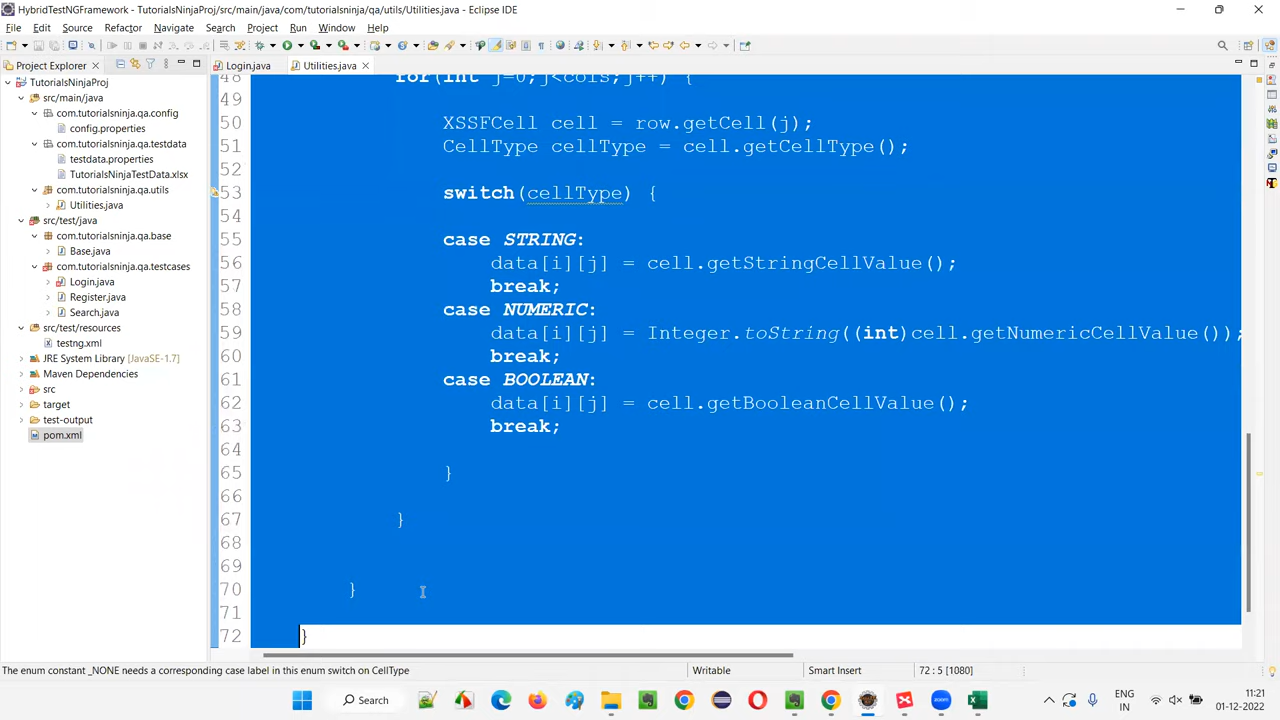 HybridTestNGFramework - TutorialsNinjaProj/src/main/java/com/tutorialsninja/qa/utils/Utilities.java - Eclipse IDE
File Edit Source Refactor Navigate Search Project Run Window Help
Project Explorer
Login.java
Utilities.java
TutorialsNinjaProj
src/main/java
com.tutorialsninja.qa.config
config.properties
com.tutorialsninja.qa.testdata
testdata.properties
TutorialsNinjaTestData.xlsx
com.tutorialsninja.qa.utils
Utilities.java
src/test/java
com.tutorialsninja.qa.base
Base.java
com.tutorialsninja.qa.testcases
Login.java
Register.java
Search.java
src/test/resources
testng.xml
JRE System Library [JavaSE-1.7]
Maven Dependencies
src
target
test-output
pom.xml
48 for(int j=0;j<cols;j++) {
49
50 XSSFCell cell = row.getCell(j);
51 CellType cellType = cell.getCellType();
52
53 switch(cellType) {
54
55 case STRING:
56 data[i][j] = cell.getStringCellValue();
57 break;
58 case NUMERIC:
59 data[i][j] = Integer.toString((int)cell.getNumericCellValue());
60 break;
61 case BOOLEAN:
62 data[i][j] = cell.getBooleanCellValue();
63 break;
64
65 }
66
67 }
68
69
70 }
71
72 }
The enum constant _NONE needs a corresponding case label in this enum switch on CellType
Writable
Smart Insert
72 : 5 [1080]
Search
ENG
IN
11:21
01-12-2022